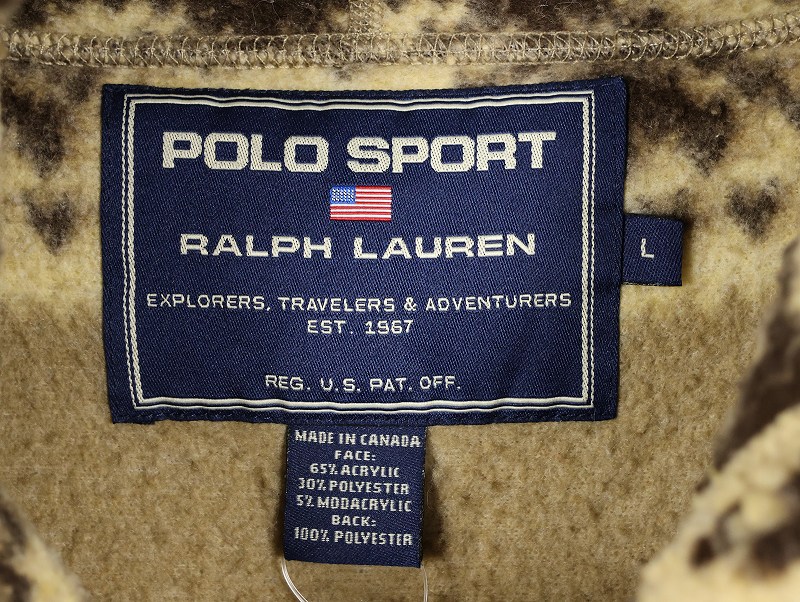 POLO SPORT
RALPH LAUREN
EXPLORERS, TRAVELERS & ADVENTURERS
EST. 1967
REG. U.S. PAT. OFF.
L
MADE IN CANADA
FACE:
65% ACRYLIC
30% POLYESTER
5% MODACRYLIC
BACK:
100% POLYESTER